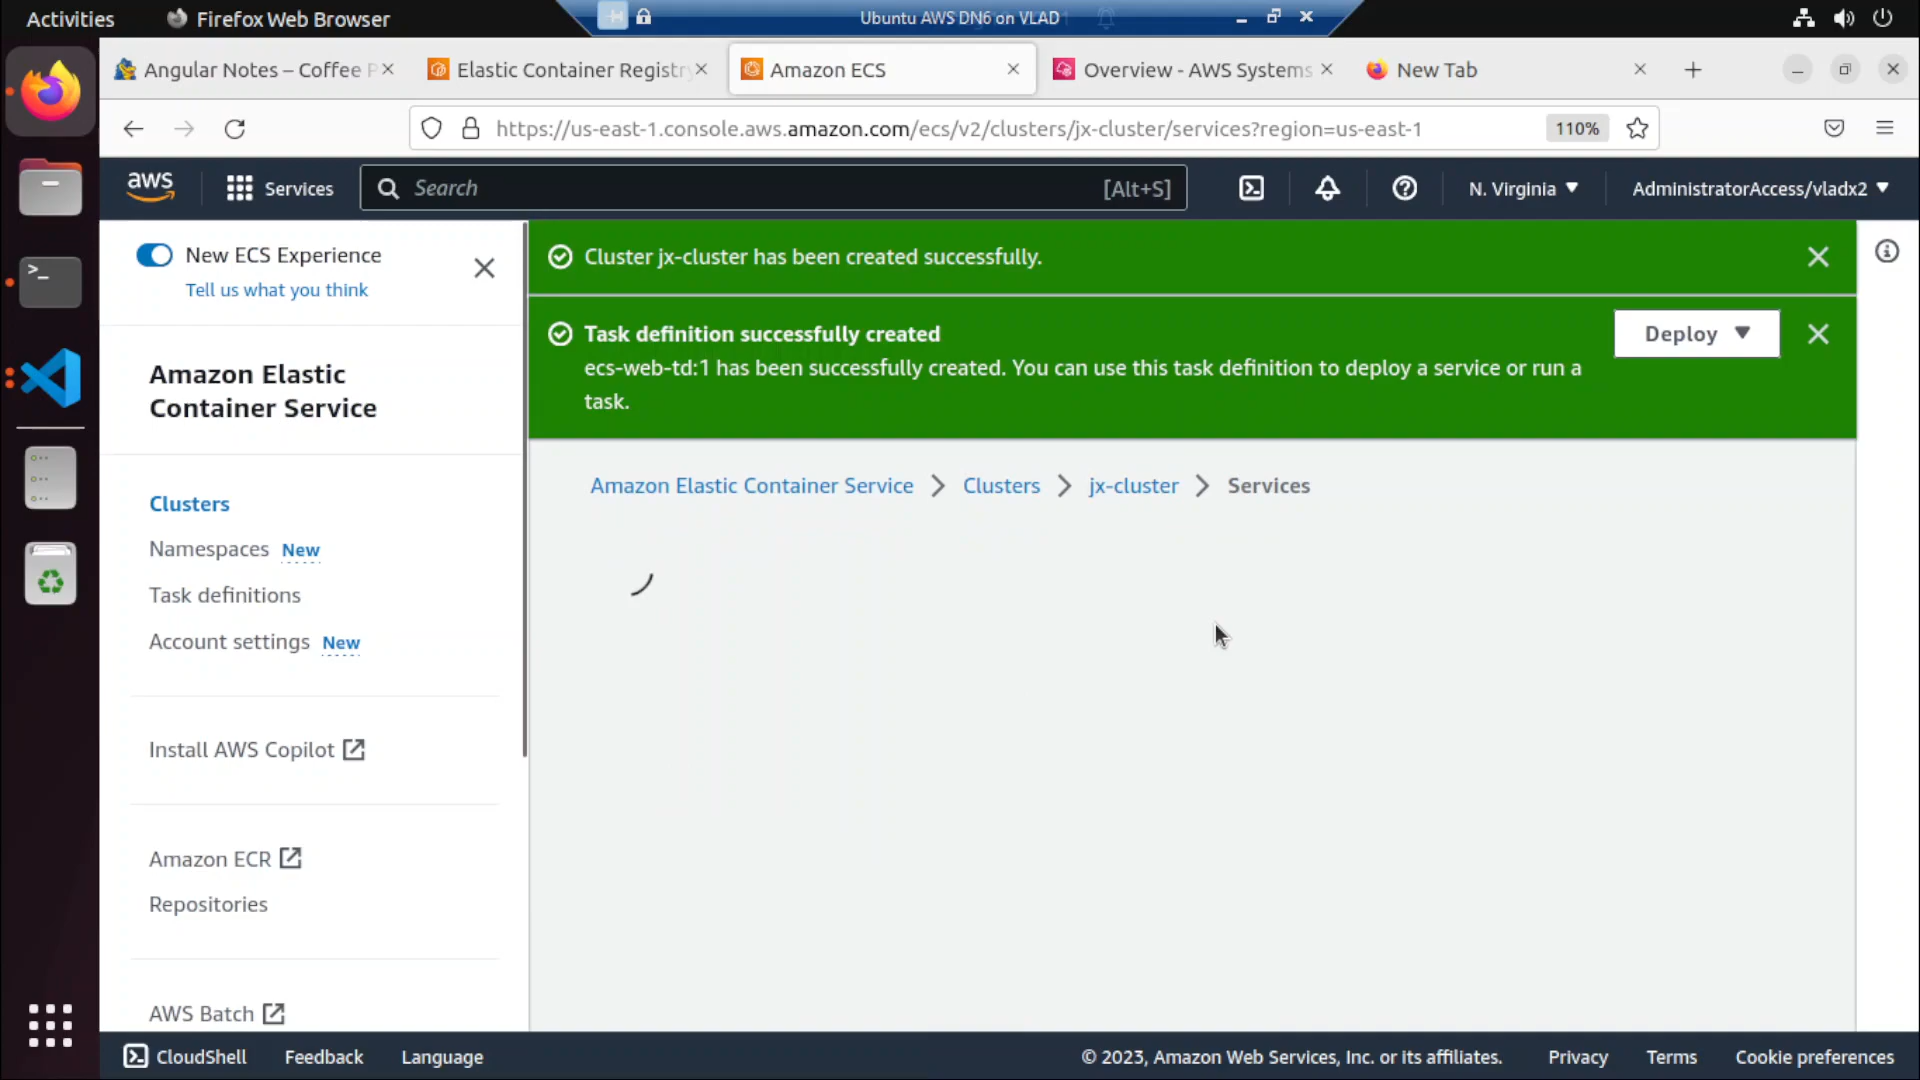 Activities
Firefox Web Browser
Ubuntu AWS DN6 on VLAD
Angular Notes – Coffee P
Elastic Container Registry
Amazon ECS
Overview - AWS Systems
New Tab
https://us-east-1.console.aws.amazon.com/ecs/v2/clusters/jx-cluster/services?region=us-east-1
110%
aws
Services
Search
[Alt+S]
N. Virginia
AdministratorAccess/vladx2
New ECS Experience
Tell us what you think
Cluster jx-cluster has been created successfully.
Task definition successfully created
ecs-web-td:1 has been successfully created. You can use this task definition to deploy a service or run a
task.
Deploy
Amazon Elastic
Container Service
Amazon Elastic Container Service
Clusters
jx-cluster
Services
Clusters
Namespaces New
Task definitions
Account settings New
Install AWS Copilot
Amazon ECR
Repositories
AWS Batch
CloudShell
Feedback
Language
© 2023, Amazon Web Services, Inc. or its affiliates.
Privacy
Terms
Cookie preferences